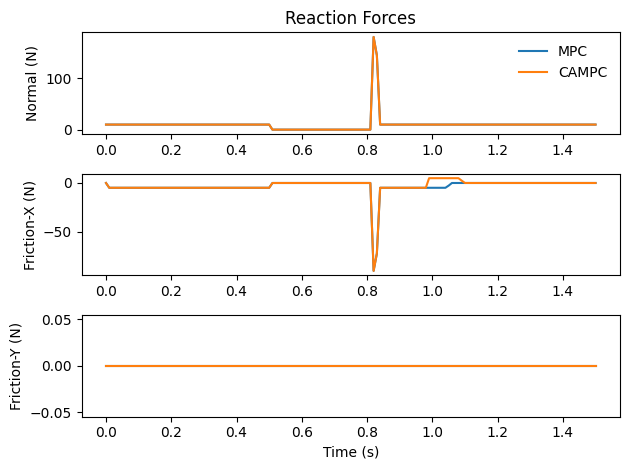 Reaction Forces
Normal (N)
100
0
MPC
CAMPC
0.0 0.2 0.4 0.6 0.8 1.0 1.2 1.4
Friction-X (N)
0
−50
0.0 0.2 0.4 0.6 0.8 1.0 1.2 1.4
Friction-Y (N)
0.05
0.00
−0.05
0.0 0.2 0.4 0.6 0.8 1.0 1.2 1.4
Time (s)